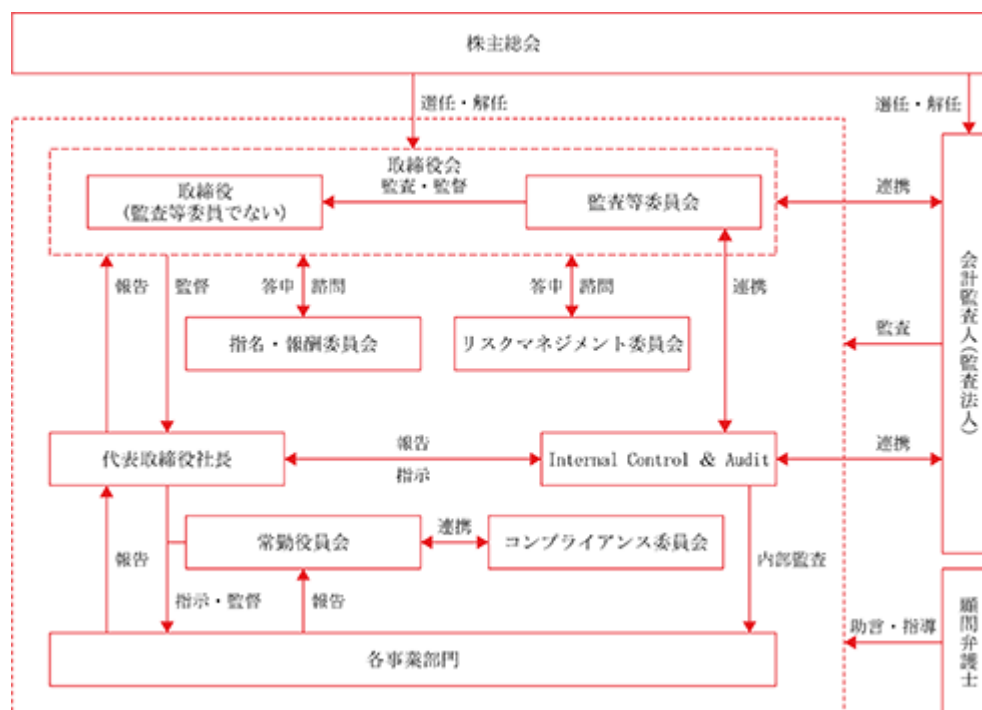 株主総会
選任・解任
選任・解任
取締役会
監査・監督
取締役
(監査等委員でない)
監査等委員会
連携
報告
監督
答申
諮問
答申
諮問
連携
指名・報酬委員会
リスクマネジメント委員会
監査
会計監査人(監査法人)
代表取締役社長
報告
指示
Internal Control & Audit
連携
常勤役員会
連携
コンプライアンス委員会
報告
指示・監督
報告
内部監査
各事業部門
助言・指導
顧問弁護士